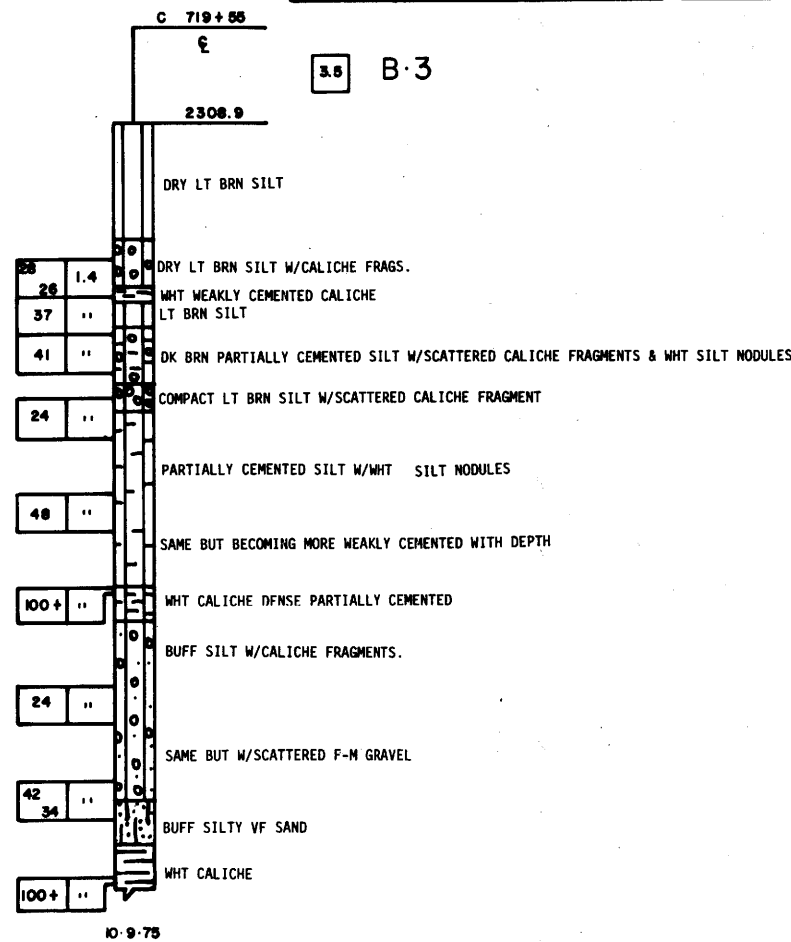 C 719+55
℄
3.5 B·3
2308.9
DRY LT BRN SILT
28 26 1.4
DRY LT BRN SILT W/CALICHE FRAGS.
WHT WEAKLY CEMENTED CALICHE
37 "
LT BRN SILT
41 "
DK BRN PARTIALLY CEMENTED SILT W/SCATTERED CALICHE FRAGMENTS & WHT SILT NODULES
COMPACT LT BRN SILT W/SCATTERED CALICHE FRAGMENT
24 "
PARTIALLY CEMENTED SILT W/WHT SILT NODULES
48 "
SAME BUT BECOMING MORE WEAKLY CEMENTED WITH DEPTH
100+ "
WHT CALICHE DENSE PARTIALLY CEMENTED
BUFF SILT W/CALICHE FRAGMENTS.
24 "
SAME BUT W/SCATTERED F-M GRAVEL
42 34 "
BUFF SILTY VF SAND
WHT CALICHE
100+ "
10·9·75